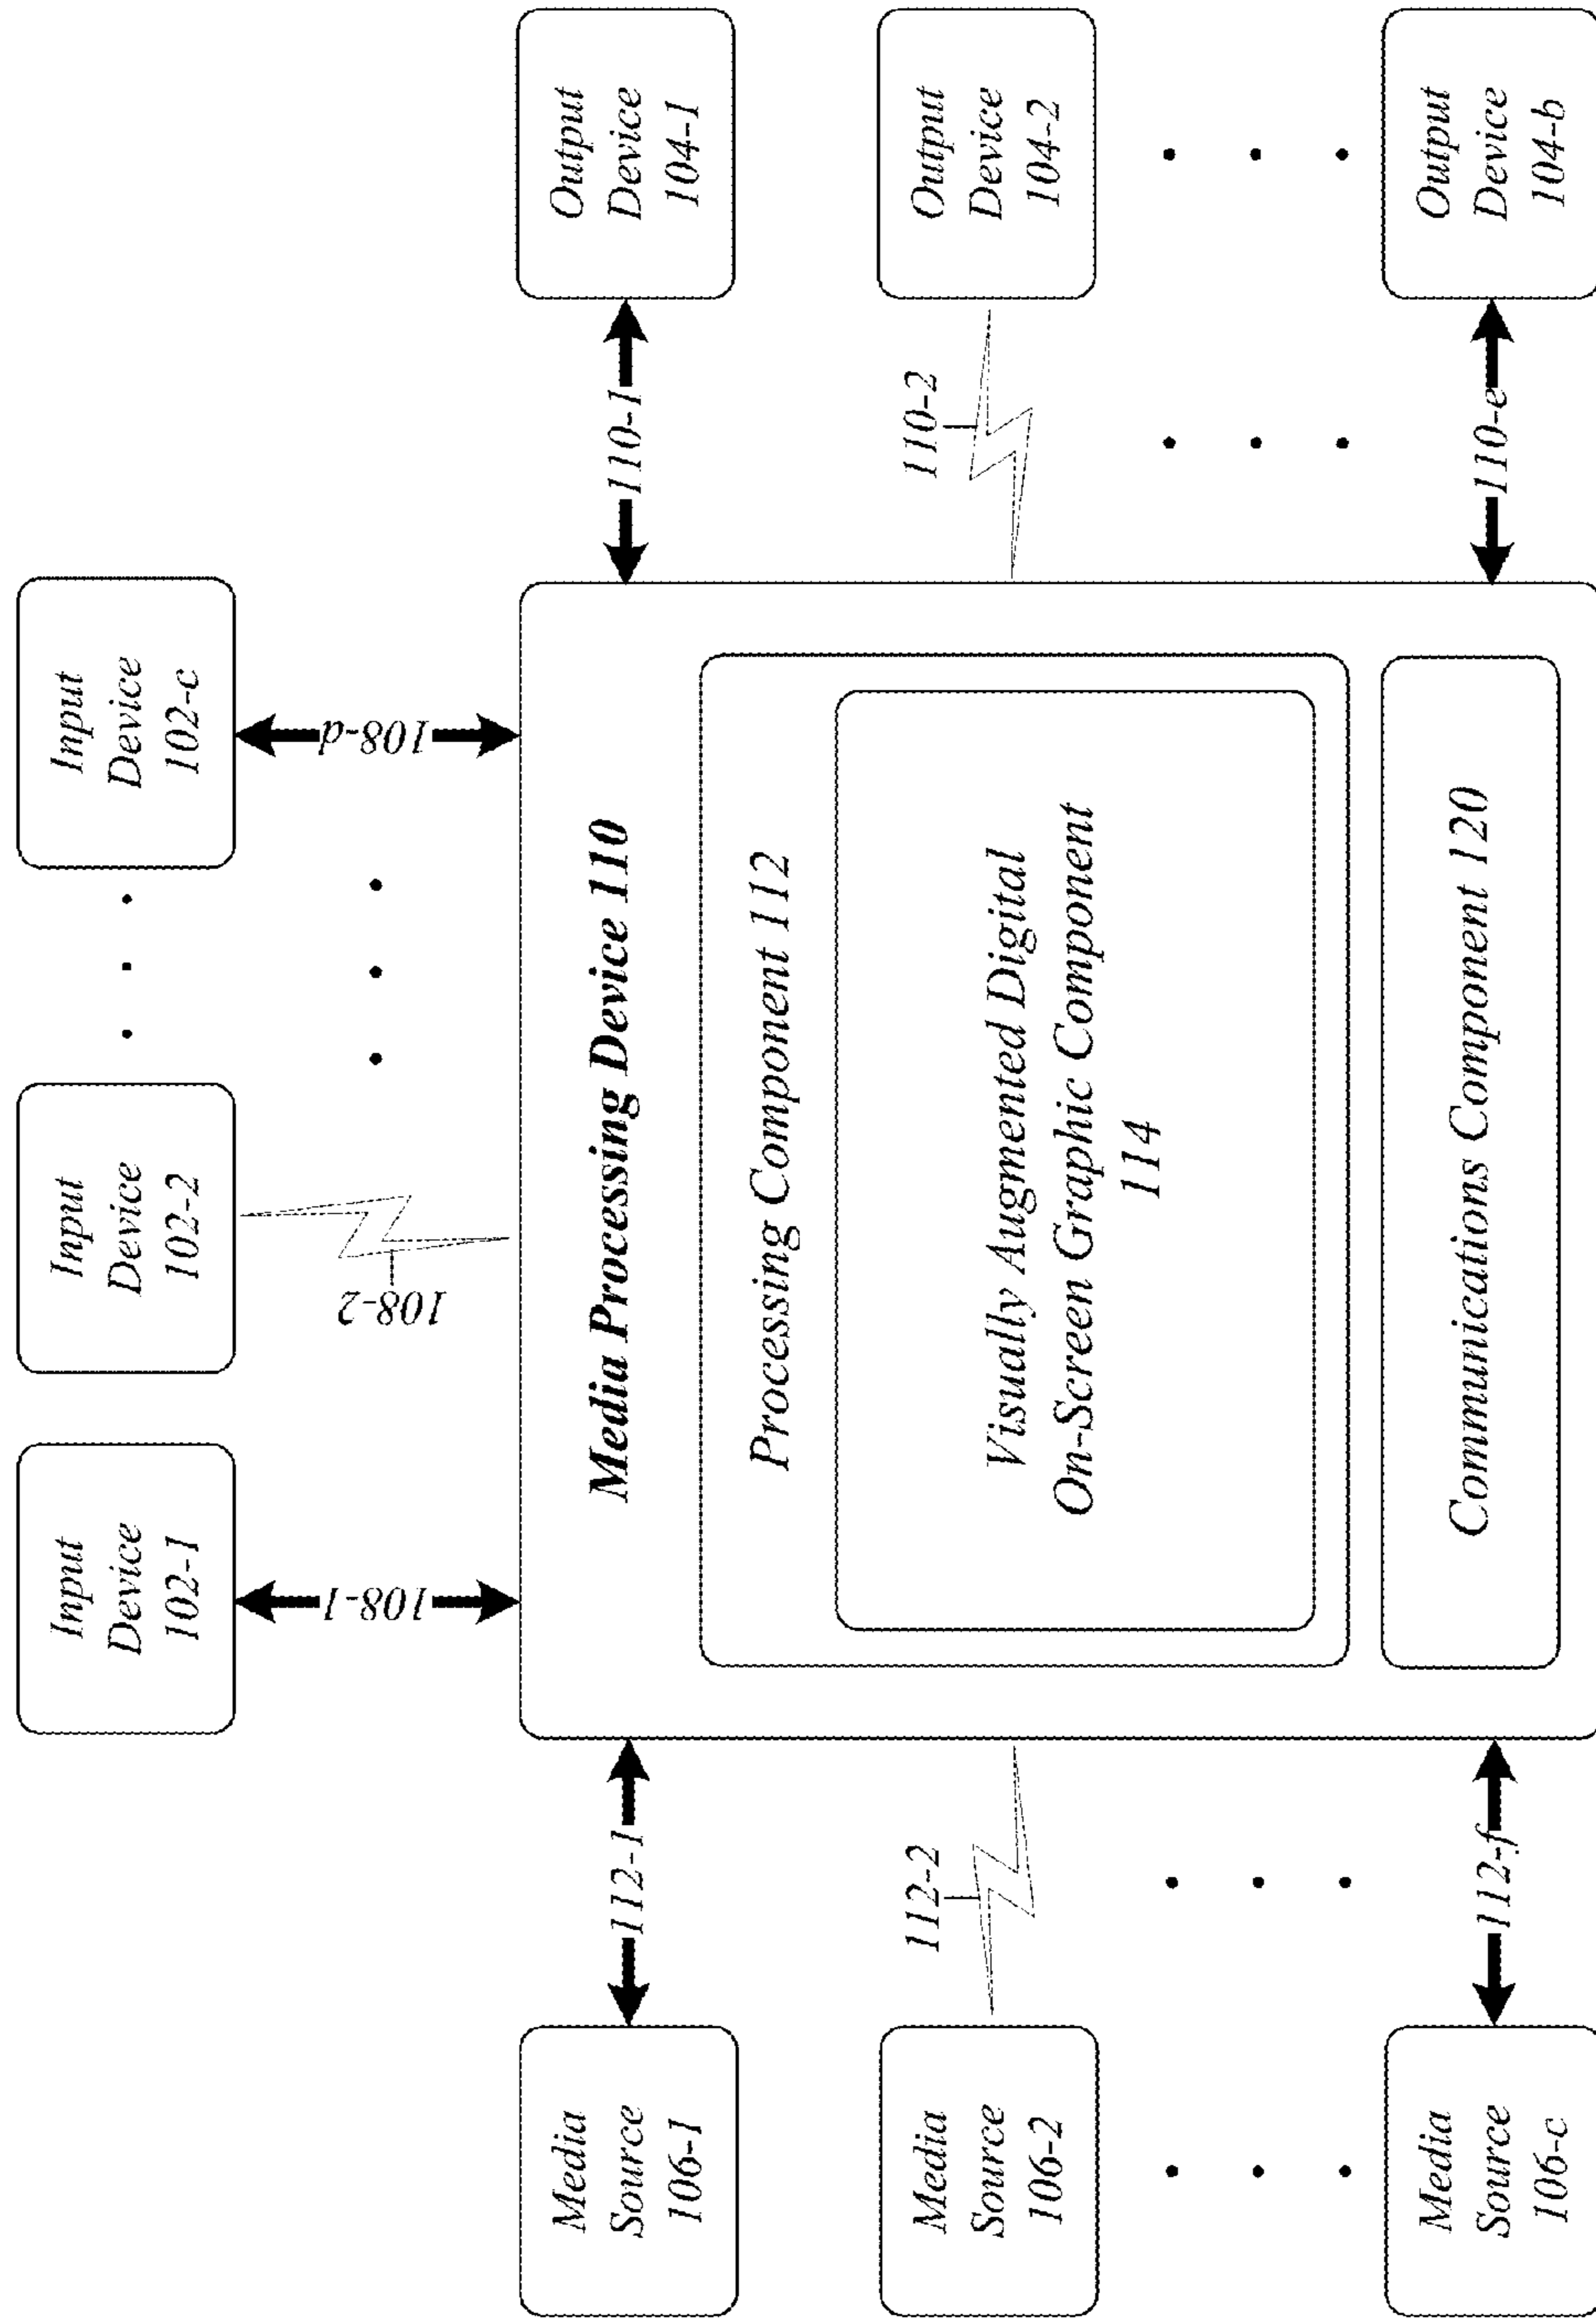 Input
Device
102-1
Input
Device
102-2
Input
Device
102-c
108-1
108-2
108-d
Media
Source
106-1
112-1
Media
Source
106-2
112-2
Media
Source
106-c
112-f
Media Processing Device 110
Processing Component 112
Visually Augmented Digital
On-Screen Graphic Component
114
Communications Component 120
110-1
Output
Device
104-1
110-2
Output
Device
104-2
110-e
Output
Device
104-b